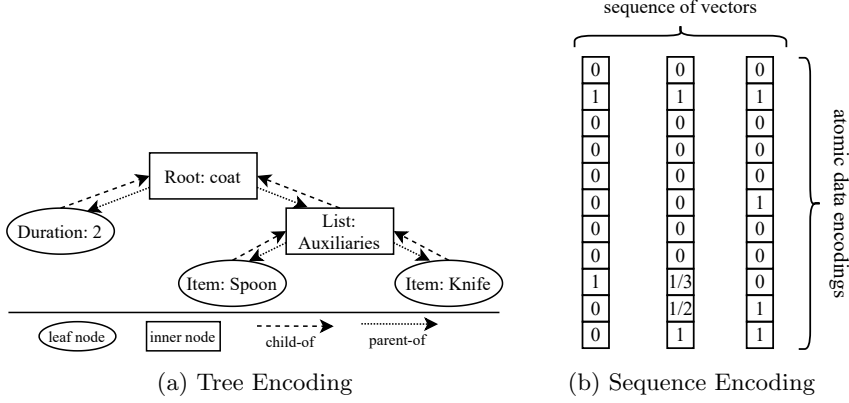 Root: coat
Duration: 2
List:
Auxiliaries
Item: Spoon
Item: Knife
leaf node
inner node
child-of
parent-of
(a) Tree Encoding
sequence of vectors
0 0 0
1 1 1
0 0 0
0 0 0
0 0 0
0 0 1
0 0 0
0 0 0
1 1/3 0
0 1/2 1
0 1 1
atomic data encodings
(b) Sequence Encoding